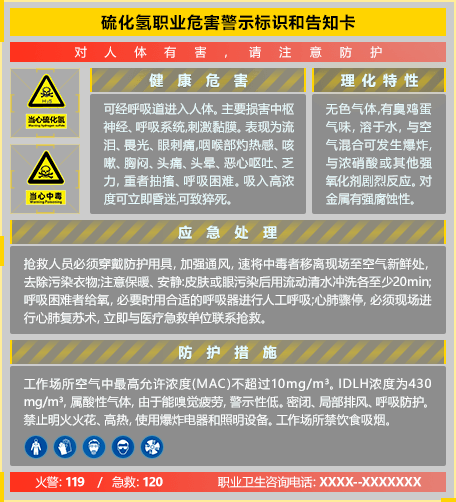 硫化氢职业危害警示标识和告知卡
对人体有害，请注意防护
H₂S
当心硫化氢
Warning hydrogen sulfide
当心中毒
Warning Poisoning
健康危害
可经呼吸道进入人体。主要损害中枢
神经、呼吸系统,刺激黏膜。表现为流
泪、畏光、眼刺痛,咽喉部灼热感、咳
嗽、胸闷、头痛、头晕、恶心呕吐、乏
力，重者抽搐、呼吸困难。吸入高浓
度可立即昏迷,可致猝死。
理化特性
无色气体,有臭鸡蛋
气味，溶于水，与空
气混合可发生爆炸,
与浓硝酸或其他强
氧化剂剧烈反应。对
金属有强腐蚀性。
应急处理
抢救人员必须穿戴防护用具，加强通风，速将中毒者移离现场至空气新鲜处,
去除污染衣物;注意保暖、安静:皮肤或眼污染后用流动清水冲洗各至少20min;
呼吸困难者给氧，必要时用合适的呼吸器进行人工呼吸;心肺骤停，必须现场进
行心肺复苏术，立即与医疗急救单位联系抢救。
防护措施
工作场所空气中最高允许浓度(MAC)不超过10mg/m³。IDLH浓度为430
mg/m³，属酸性气体，由于能嗅觉疲劳，警示性低。密闭、局部排风、呼吸防护。
禁止明火火花、高热，使用爆炸电器和照明设备。工作场所禁饮食吸烟。
火警: 119 / 急救: 120 职业卫生咨询电话: XXXX--XXXXXXX